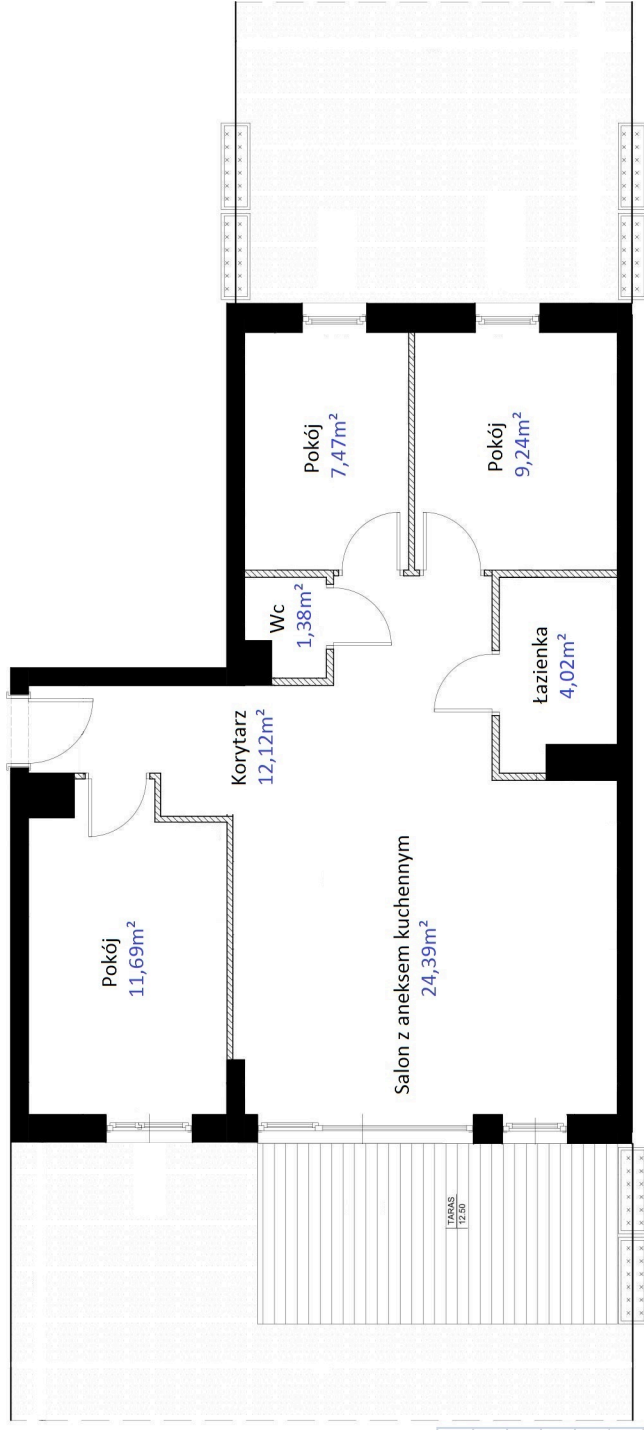 Pokój
7,47m²
Pokój
9,24m²
Wc
1,38m²
Łazienka
4,02m²
Korytarz
12,12m²
Pokój
11,69m²
Salon z aneksem kuchennym
24,39m²
TARAS
12.50